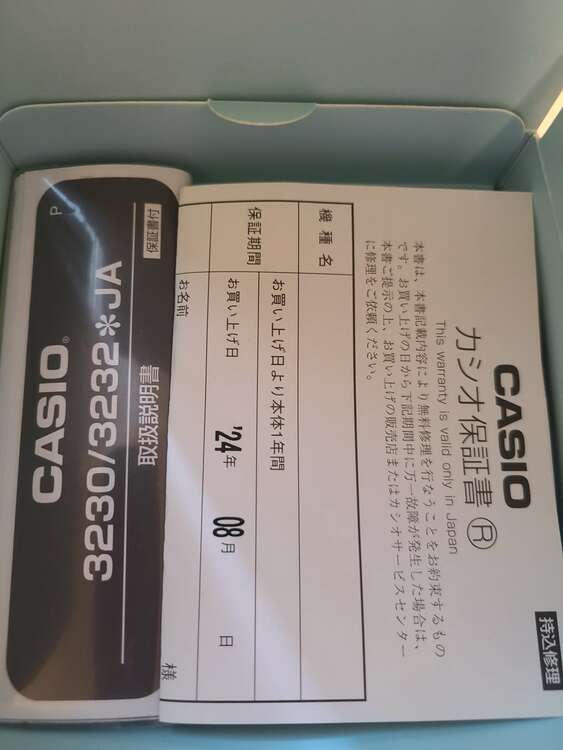 CASIO
カシオ保証書 Ⓡ
持込修理
This warranty is valid only in Japan
本書は、本書記載内容により無料修理を行なうことをお約束するもの
です。お買い上げの日から下記期間中に万一故障が発生した場合は、
本書ご提示の上、お買い上げの販売店またはカシオサービスセンター
に修理をご依頼ください。
機種名
保証期間 お買い上げ日より本体1年間
お買い上げ日 '24年 08月 日
お名前 様
保証書付
P
CASIO®
3230/3232*JA
取扱説明書